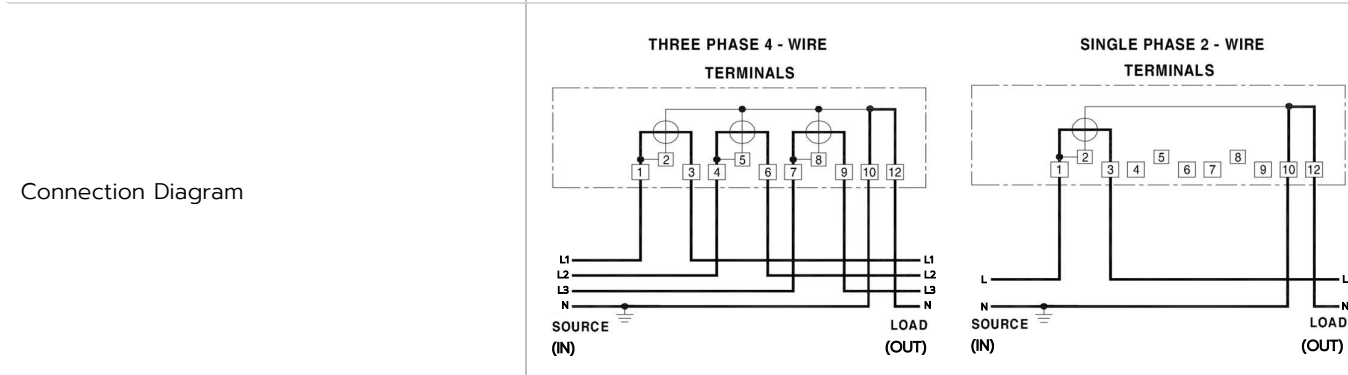 Connection Diagram
THREE PHASE 4 - WIRE
TERMINALS
2 5 8
1 3 4 6 7 9 10 12
L1 L1
L2 L2
L3 L3
N N
SOURCE LOAD
(IN) (OUT)
SINGLE PHASE 2 - WIRE
TERMINALS
2 5 8
1 3 4 6 7 9 10 12
L L
N N
SOURCE LOAD
(IN) (OUT)